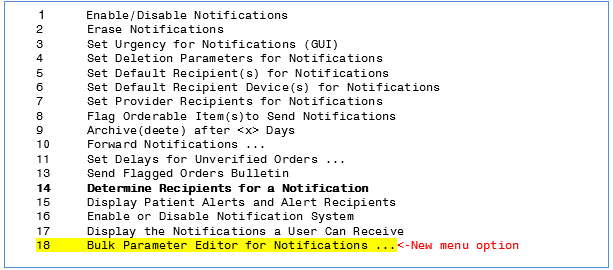 1 Enable/Disable Notifications
2 Erase Notifications
3 Set Urgency for Notifications (GUI)
4 Set Deletion Parameters for Notifications
5 Set Default Recipient(s) for Notifications
6 Set Default Recipient Device(s) for Notifications
7 Set Provider Recipients for Notifications
8 Flag Orderable Item(s)to Send Notifications
9 Archive(deete) after <x> Days
10 Forward Notifications ...
11 Set Delays for Unverified Orders ...
13 Send Flagged Orders Bulletin
14 Determine Recipients for a Notification
15 Display Patient Alerts and Alert Recipients
16 Enable or Disable Notification System
17 Display the Notifications a User Can Receive
18 Bulk Parameter Editor for Notifications ...<-New menu option